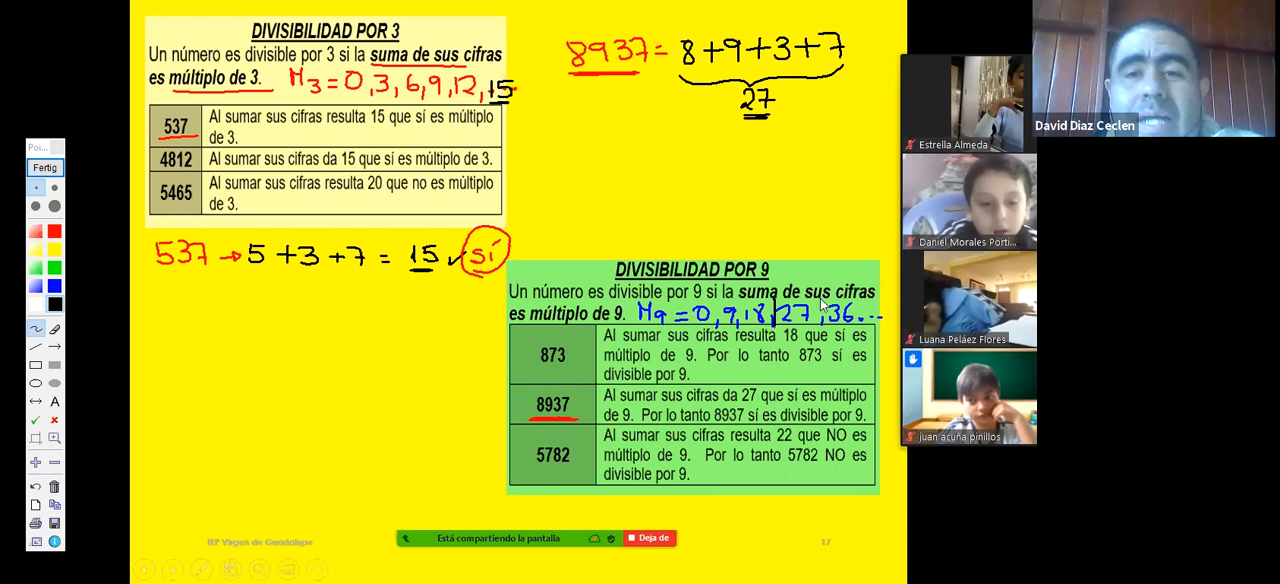 DIVISIBILIDAD POR 3
Un número es divisible por 3 si la suma de sus cifras
es múltiplo de 3. M3 = 0, 3, 6, 9, 12, 15
537 Al sumar sus cifras resulta 15 que sí es múltiplo
de 3.
4812 Al sumar sus cifras da 15 que sí es múltiplo de 3.
5465 Al sumar sus cifras resulta 20 que no es múltiplo
de 3.
537 → 5 + 3 + 7 = 15 ✓ sí
8937 = 8 + 9 + 3 + 7
27
DIVISIBILIDAD POR 9
Un número es divisible por 9 si la suma de sus cifras
es múltiplo de 9. M9 = 0, 9, 18, 27, 36...
873 Al sumar sus cifras resulta 18 que sí es
múltiplo de 9. Por lo tanto 873 sí es
divisible por 9.
8937 Al sumar sus cifras da 27 que sí es múltiplo
de 9. Por lo tanto 8937 sí es divisible por 9.
5782 Al sumar sus cifras resulta 22 que NO es
múltiplo de 9. Por lo tanto 5782 NO es
divisible por 9.
IEP Virgen de Guadalupe
17
Está compartiendo la pantalla
Deja de
Poi...
Fertig
A
David Diaz Ceclen
Estrella Almeda
Daniel Morales Porti...
Luana Peláez Flores
juan acuña pinillos